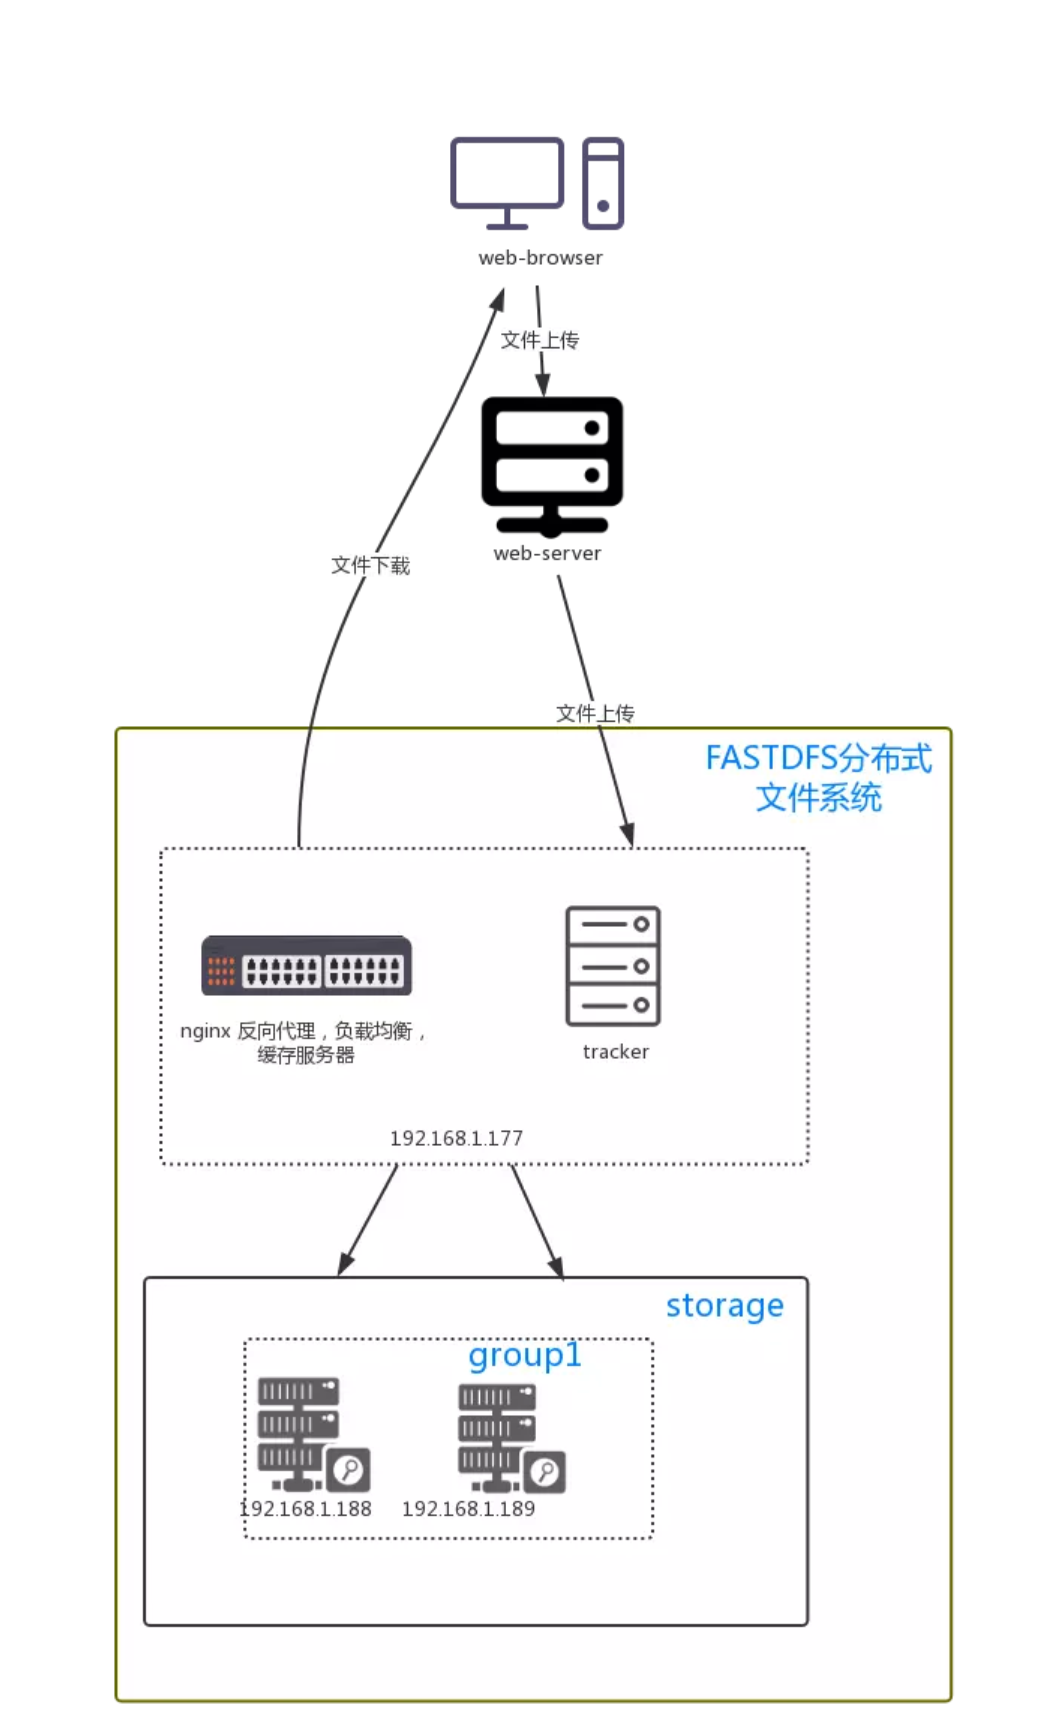 web-browser
文件上传
web-server
文件下载
文件上传
FASTDFS分布式
文件系统
nginx 反向代理，负载均衡，
缓存服务器
tracker
192.168.1.177
storage
group1
192.168.1.188
192.168.1.189